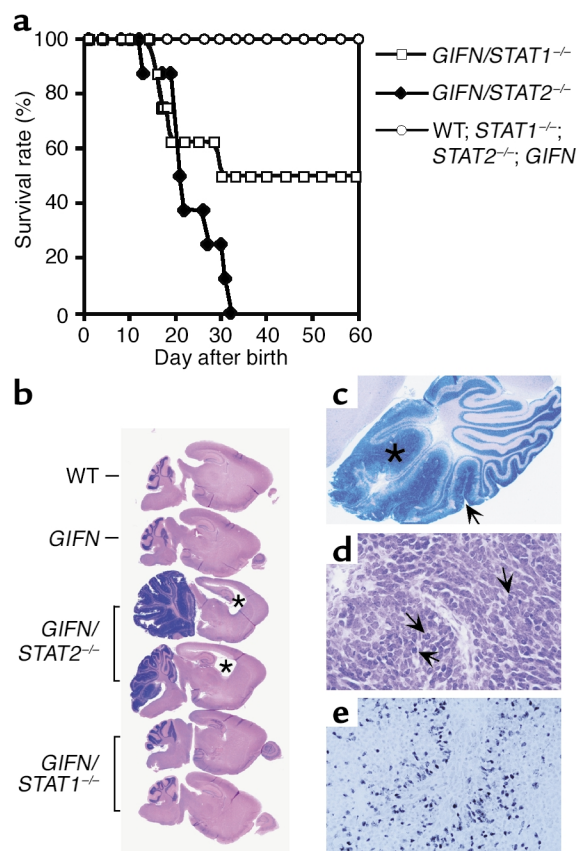 a
100
80
60
40
20
0
Survival rate (%)
0 10 20 30 40 50 60
Day after birth
GIFN/STAT1–/–
GIFN/STAT2–/–
WT; STAT1–/–;
STAT2–/–; GIFN
b
WT
GIFN
GIFN/
STAT2–/–
*
*
GIFN/
STAT1–/–
c
*
d
e